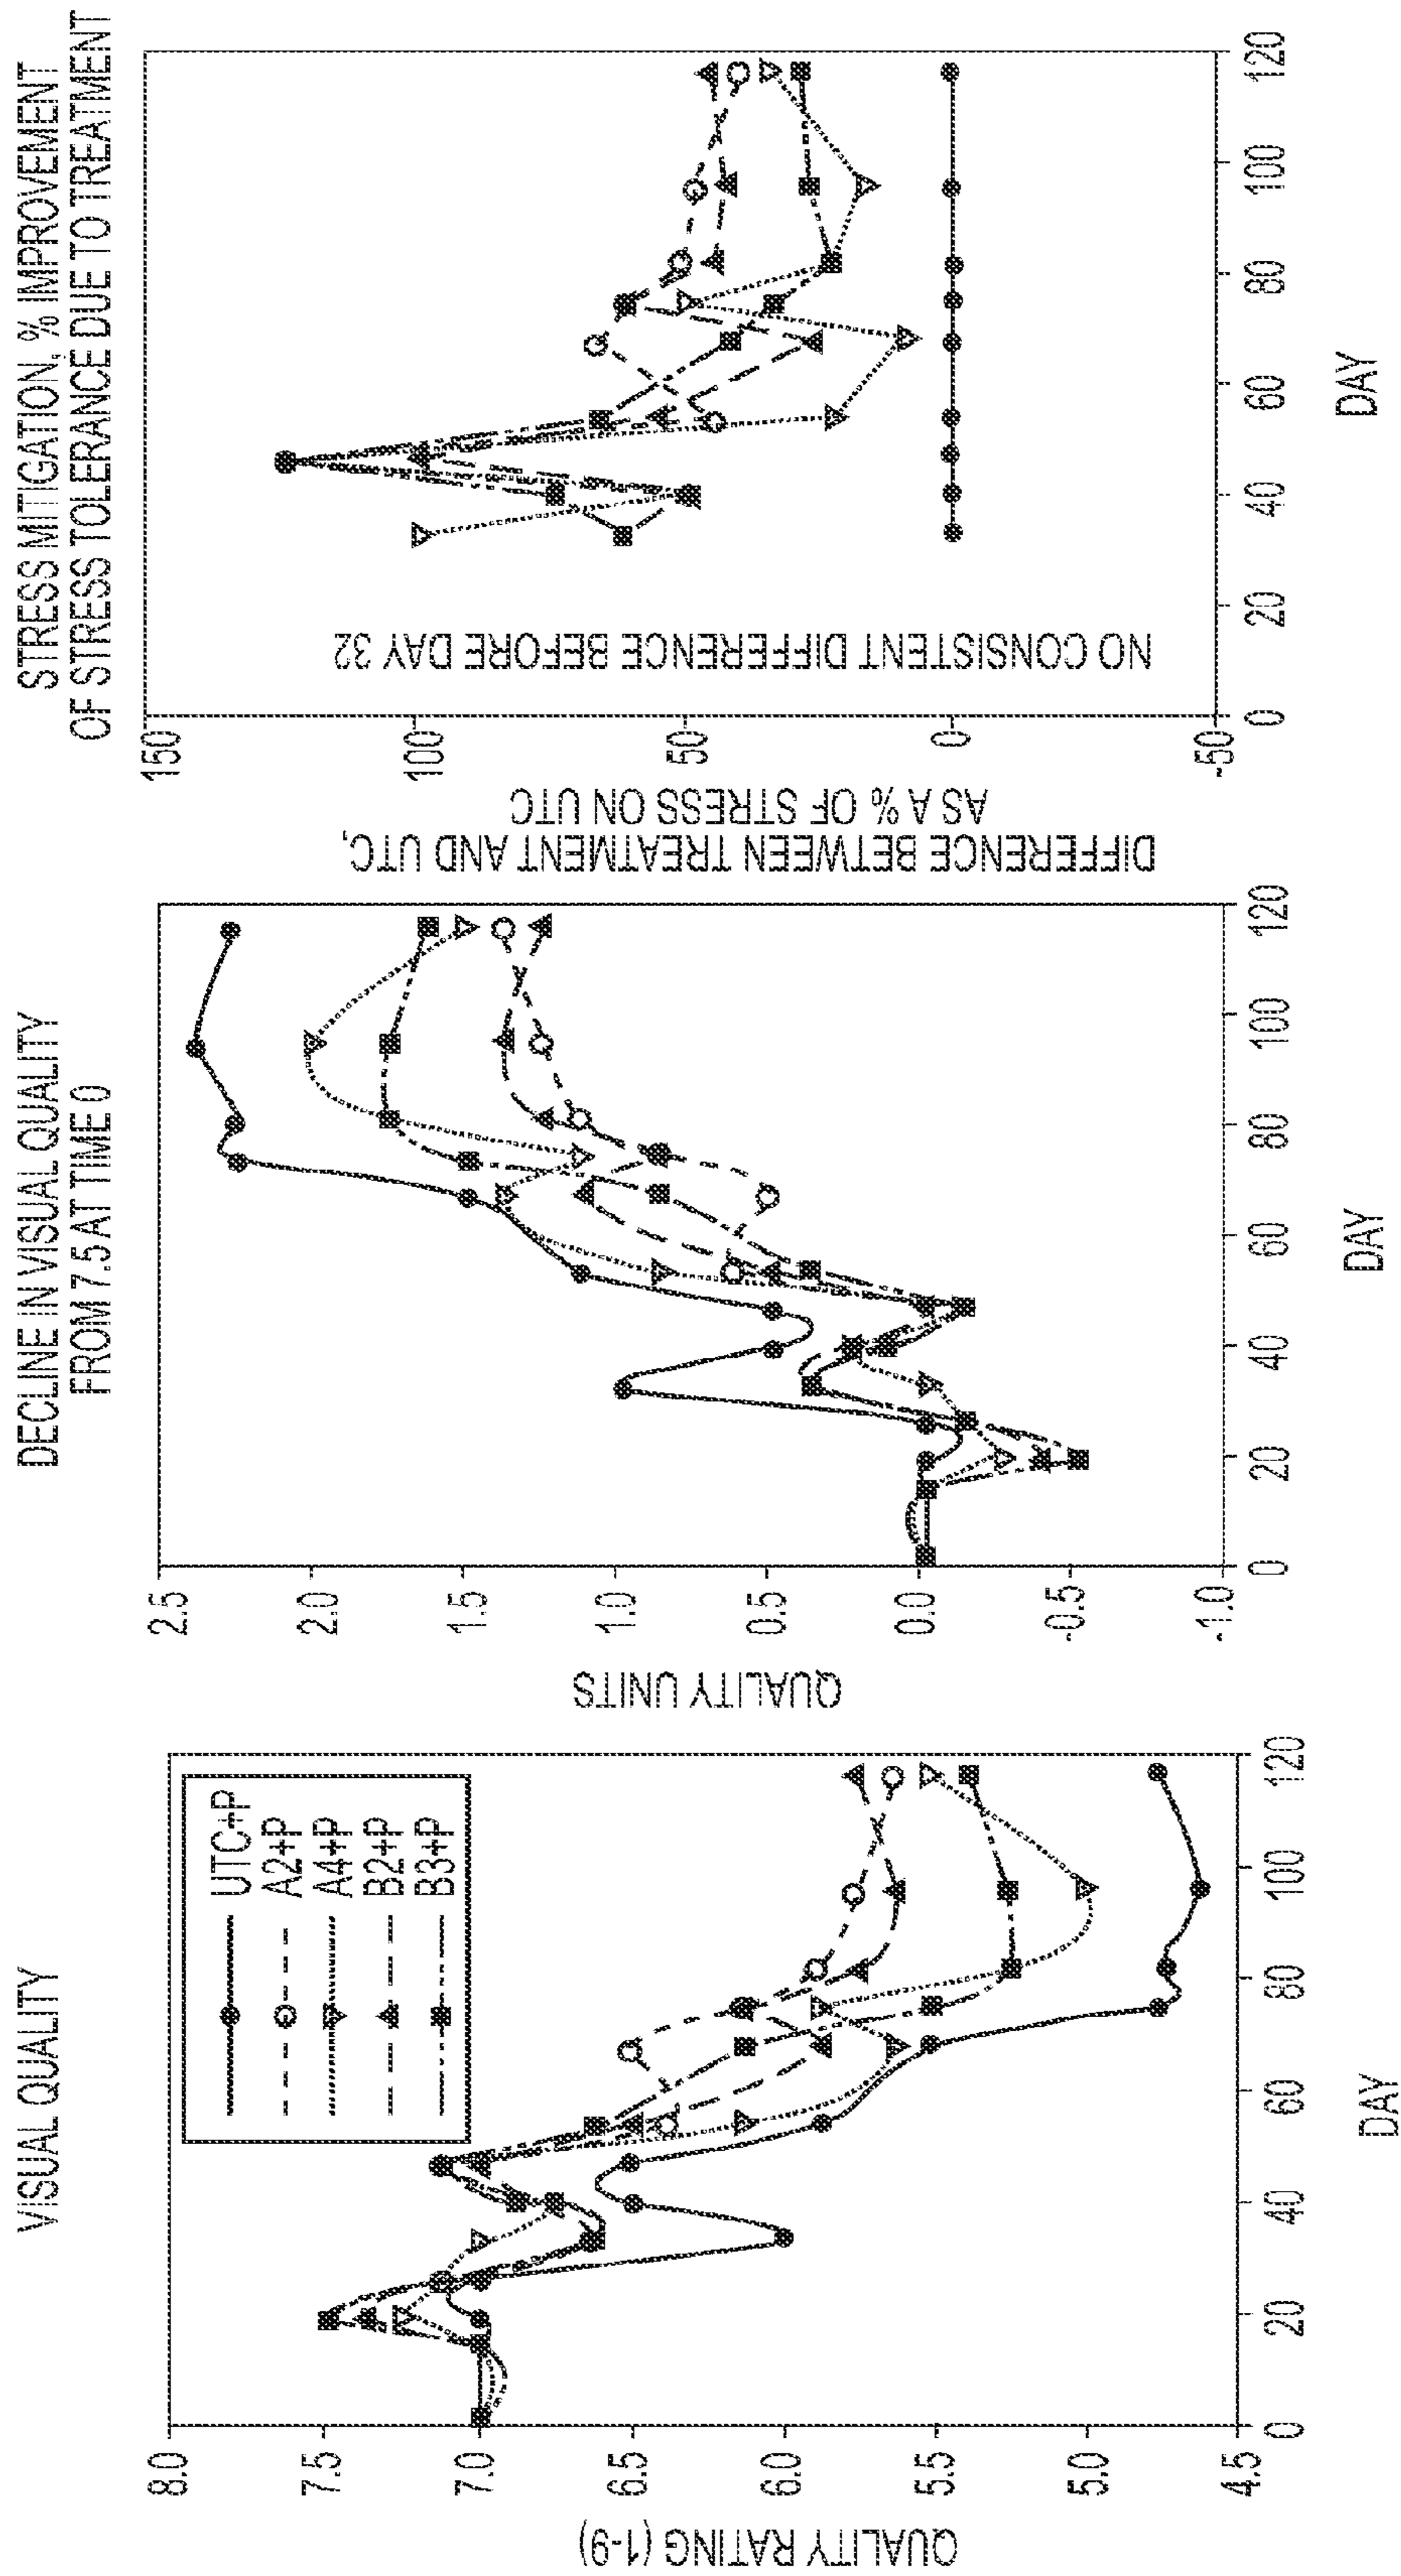 VISUAL QUALITY
QUALITY RATING (1-9)
8.0
7.5
7.0
6.5
6.0
5.5
5.0
4.5
UTC+P
A2+P
A4+P
B2+P
B3+P
0
20
40
60
80
100
120
DAY
DECLINE IN VISUAL QUALITY
FROM 7.5 AT TIME 0
QUALITY UNITS
2.5
2.0
1.5
1.0
0.5
0.0
-0.5
-1.0
0
20
40
60
80
100
120
DAY
STRESS MITIGATION, % IMPROVEMENT
OF STRESS TOLERANCE DUE TO TREATMENT
DIFFERENCE BETWEEN TREATMENT AND UTC,
AS A % OF STRESS ON UTC
150
100
50
0
-50
NO CONSISTENT DIFFERENCE BEFORE DAY 32
0
20
40
60
80
100
120
DAY